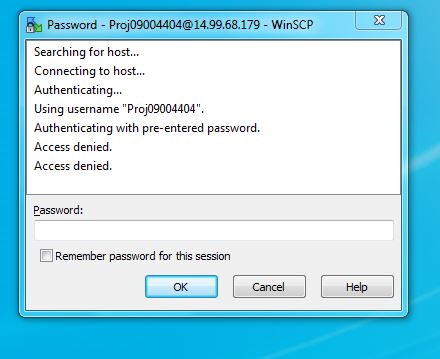 Password - Proj09004404@14.99.68.179 - WinSCP
Searching for host...
Connecting to host...
Authenticating...
Using username "Proj09004404".
Authenticating with pre-entered password.
Access denied.
Access denied.
Password:
Remember password for this session
OK Cancel Help